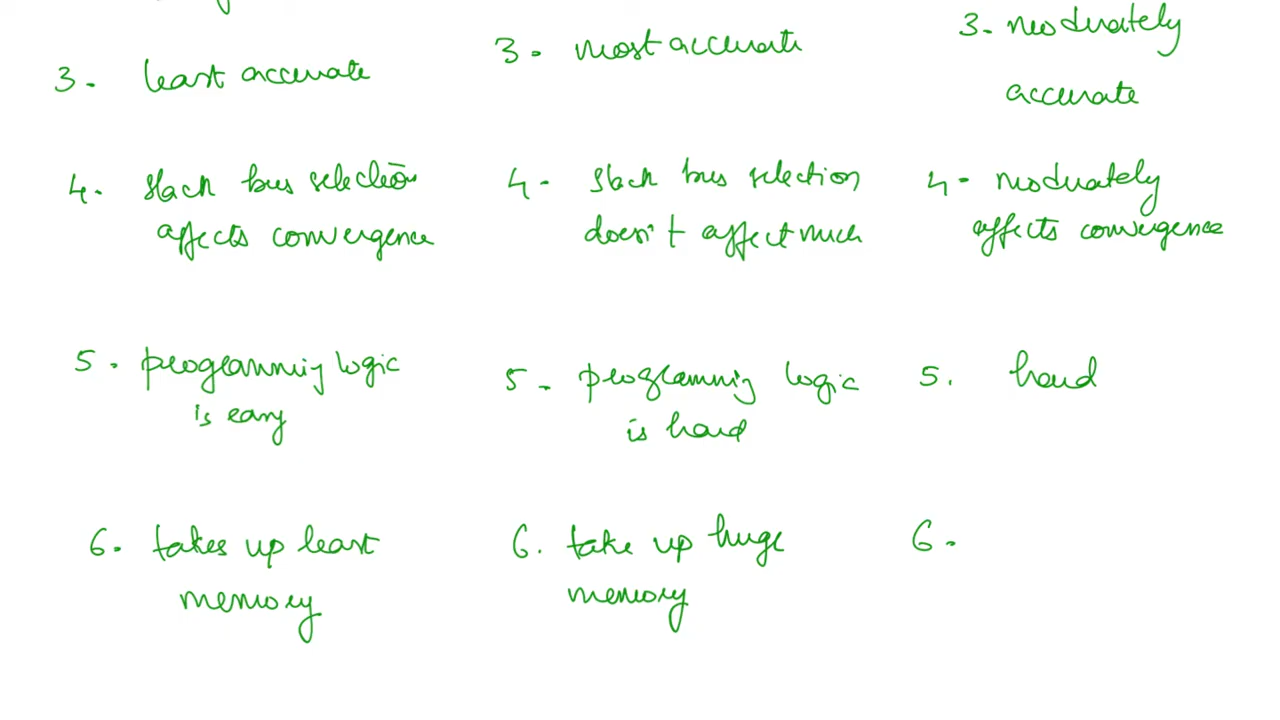 3. least accurate
3. most accurate
3. moderately
accurate
4. slack bus selection
affects convergence
4. slack bus selection
doesn't affect much
4. moderately
affects convergence
5. programming logic
is easy
5. programming logic
is hard
5. hard
6. takes up least
memory
6. take up huge
memory
6.